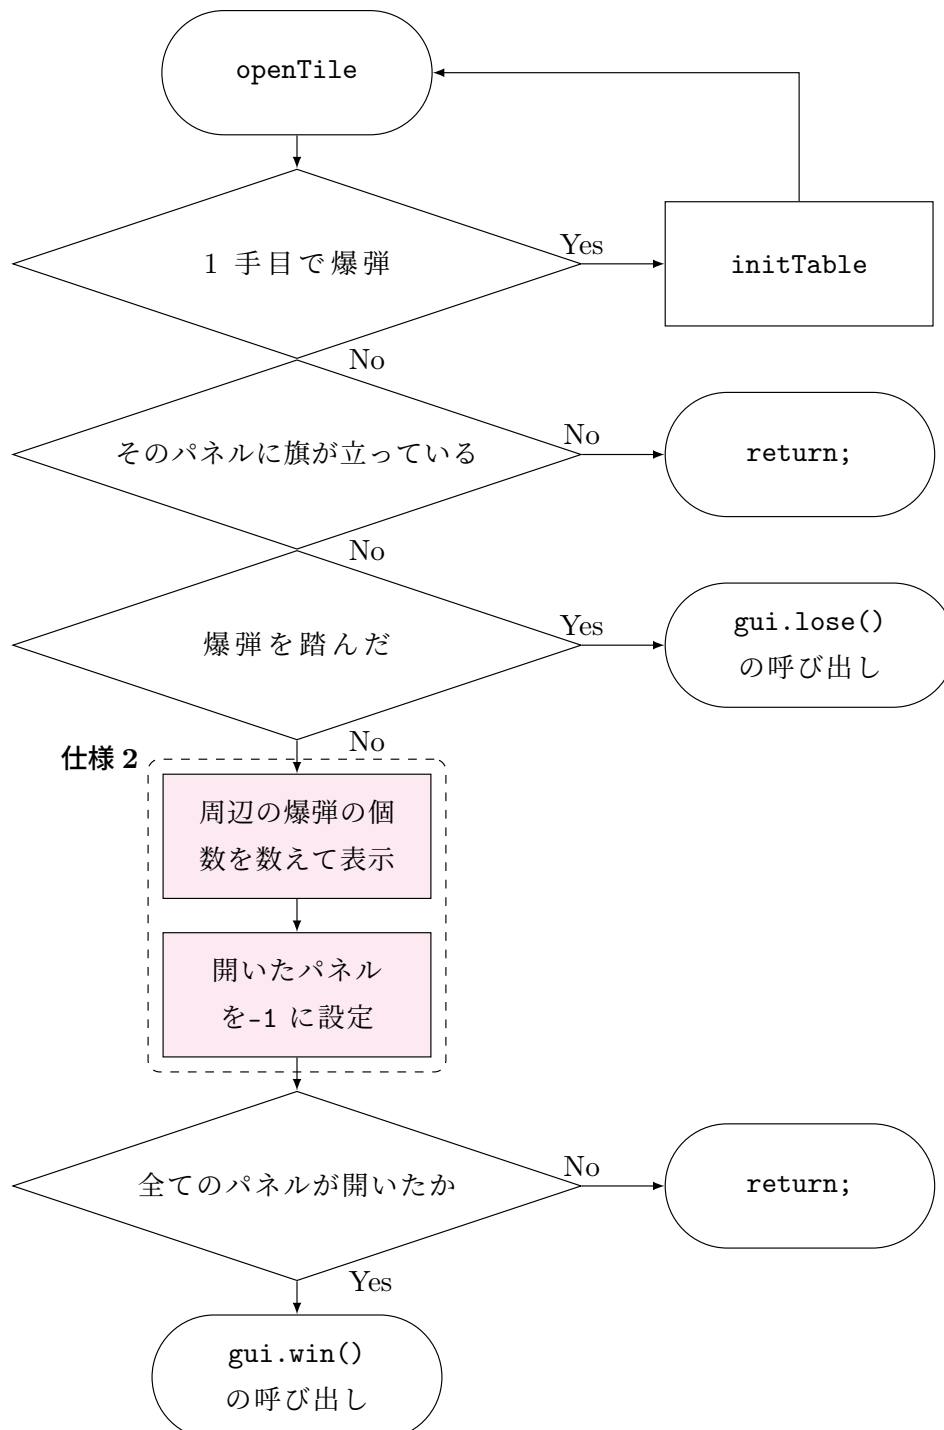 openTile
1 手目で爆弾
Yes
initTable
No
そのパネルに旗が立っている
No
return;
No
爆弾を踏んだ
Yes
gui.lose()
の呼び出し
No
仕様 2
周辺の爆弾の個
数を数えて表示
開いたパネル
を-1 に設定
全てのパネルが開いたか
No
return;
Yes
gui.win()
の呼び出し